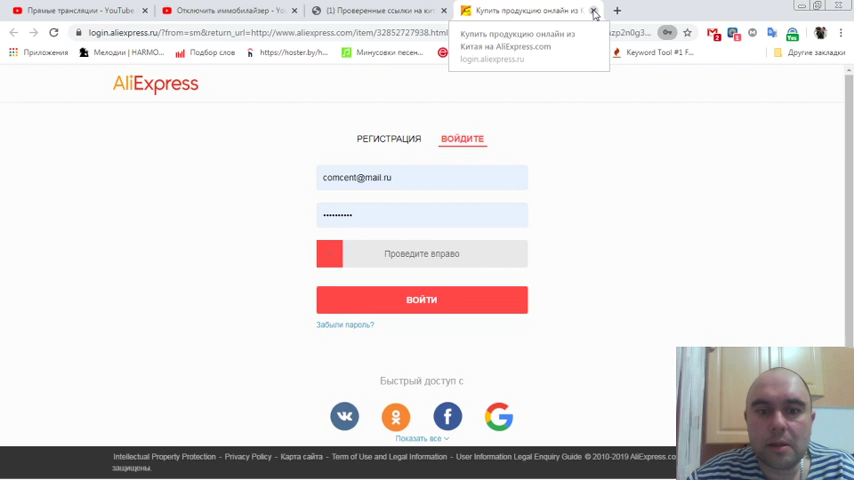 Прямые трансляции - YouTube
Отключить иммобилайзер - Yo
(1) Проверенные ссылки на кит
Купить продукцию онлайн из К
login.aliexpress.ru/?from=sm&return_url=http://www.aliexpress.com/item/32852727938.html
Купить продукцию онлайн из
Китая на AliExpress.com
login.aliexpress.ru
Приложения
Мелодии | HARMO...
Подбор слов
https://hoster.by/h...
Минусовки песен...
Keyword Tool #1 F...
Другие закладки
AliExpress
РЕГИСТРАЦИЯ
ВОЙДИТЕ
comcent@mail.ru
••••••••••
Проведите вправо
ВОЙТИ
Забыли пароль?
Быстрый доступ с
Показать все
Intellectual Property Protection - Privacy Policy - Карта сайта - Term of Use and Legal Information - User Information Legal Enquiry Guide © 2010-2019 AliExpress.co
защищены.